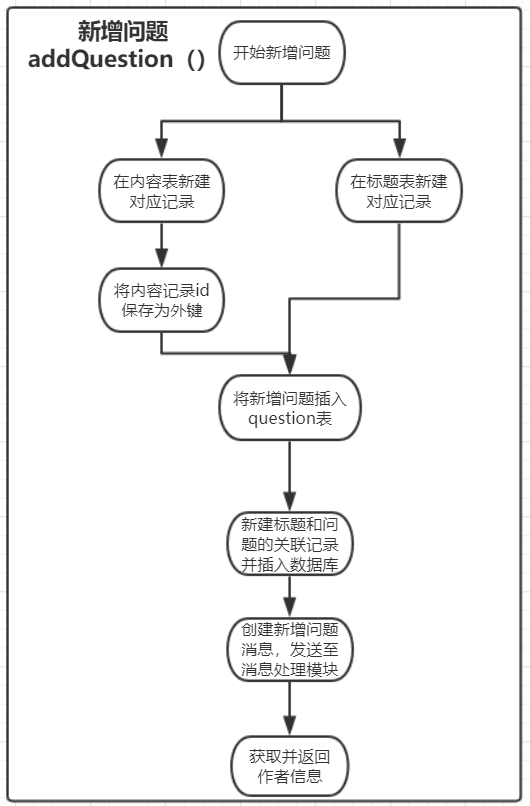 新增问题
addQuestion（）
开始新增问题
在内容表新建
对应记录
在标题表新建
对应记录
将内容记录id
保存为外键
将新增问题插入
question表
新建标题和问
题的关联记录
并插入数据库
创建新增问题
消息，发送至
消息处理模块
获取并返回
作者信息